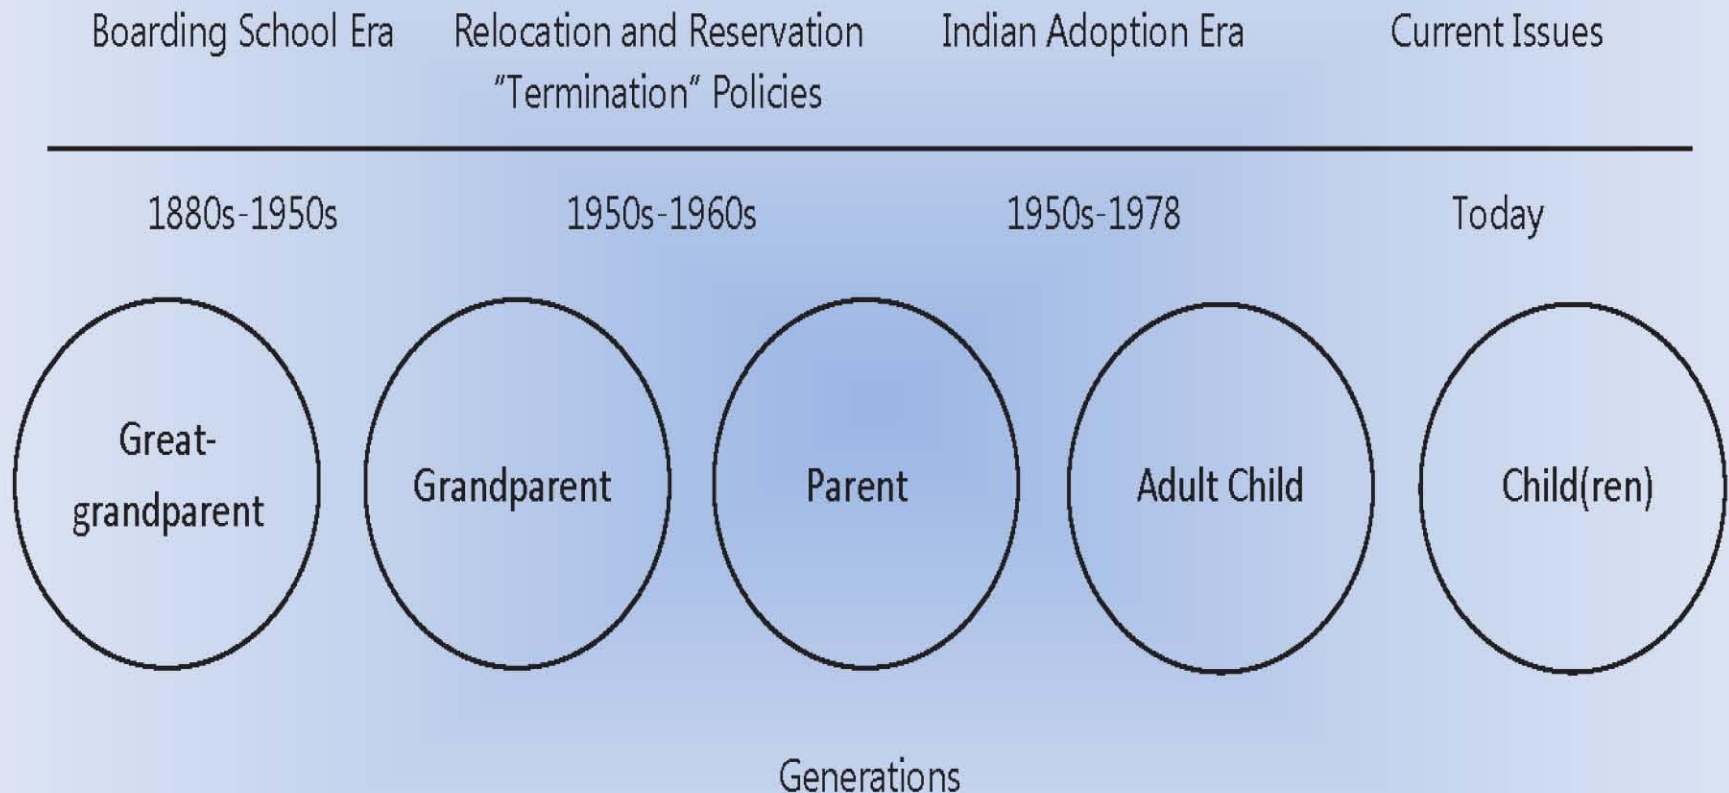 Boarding School Era Relocation and Reservation Indian Adoption Era Current Issues
"Termination" Policies
1880s-1950s 1950s-1960s 1950s-1978 Today
Great-
grandparent
Grandparent
Parent
Adult Child
Child(ren)
Generations